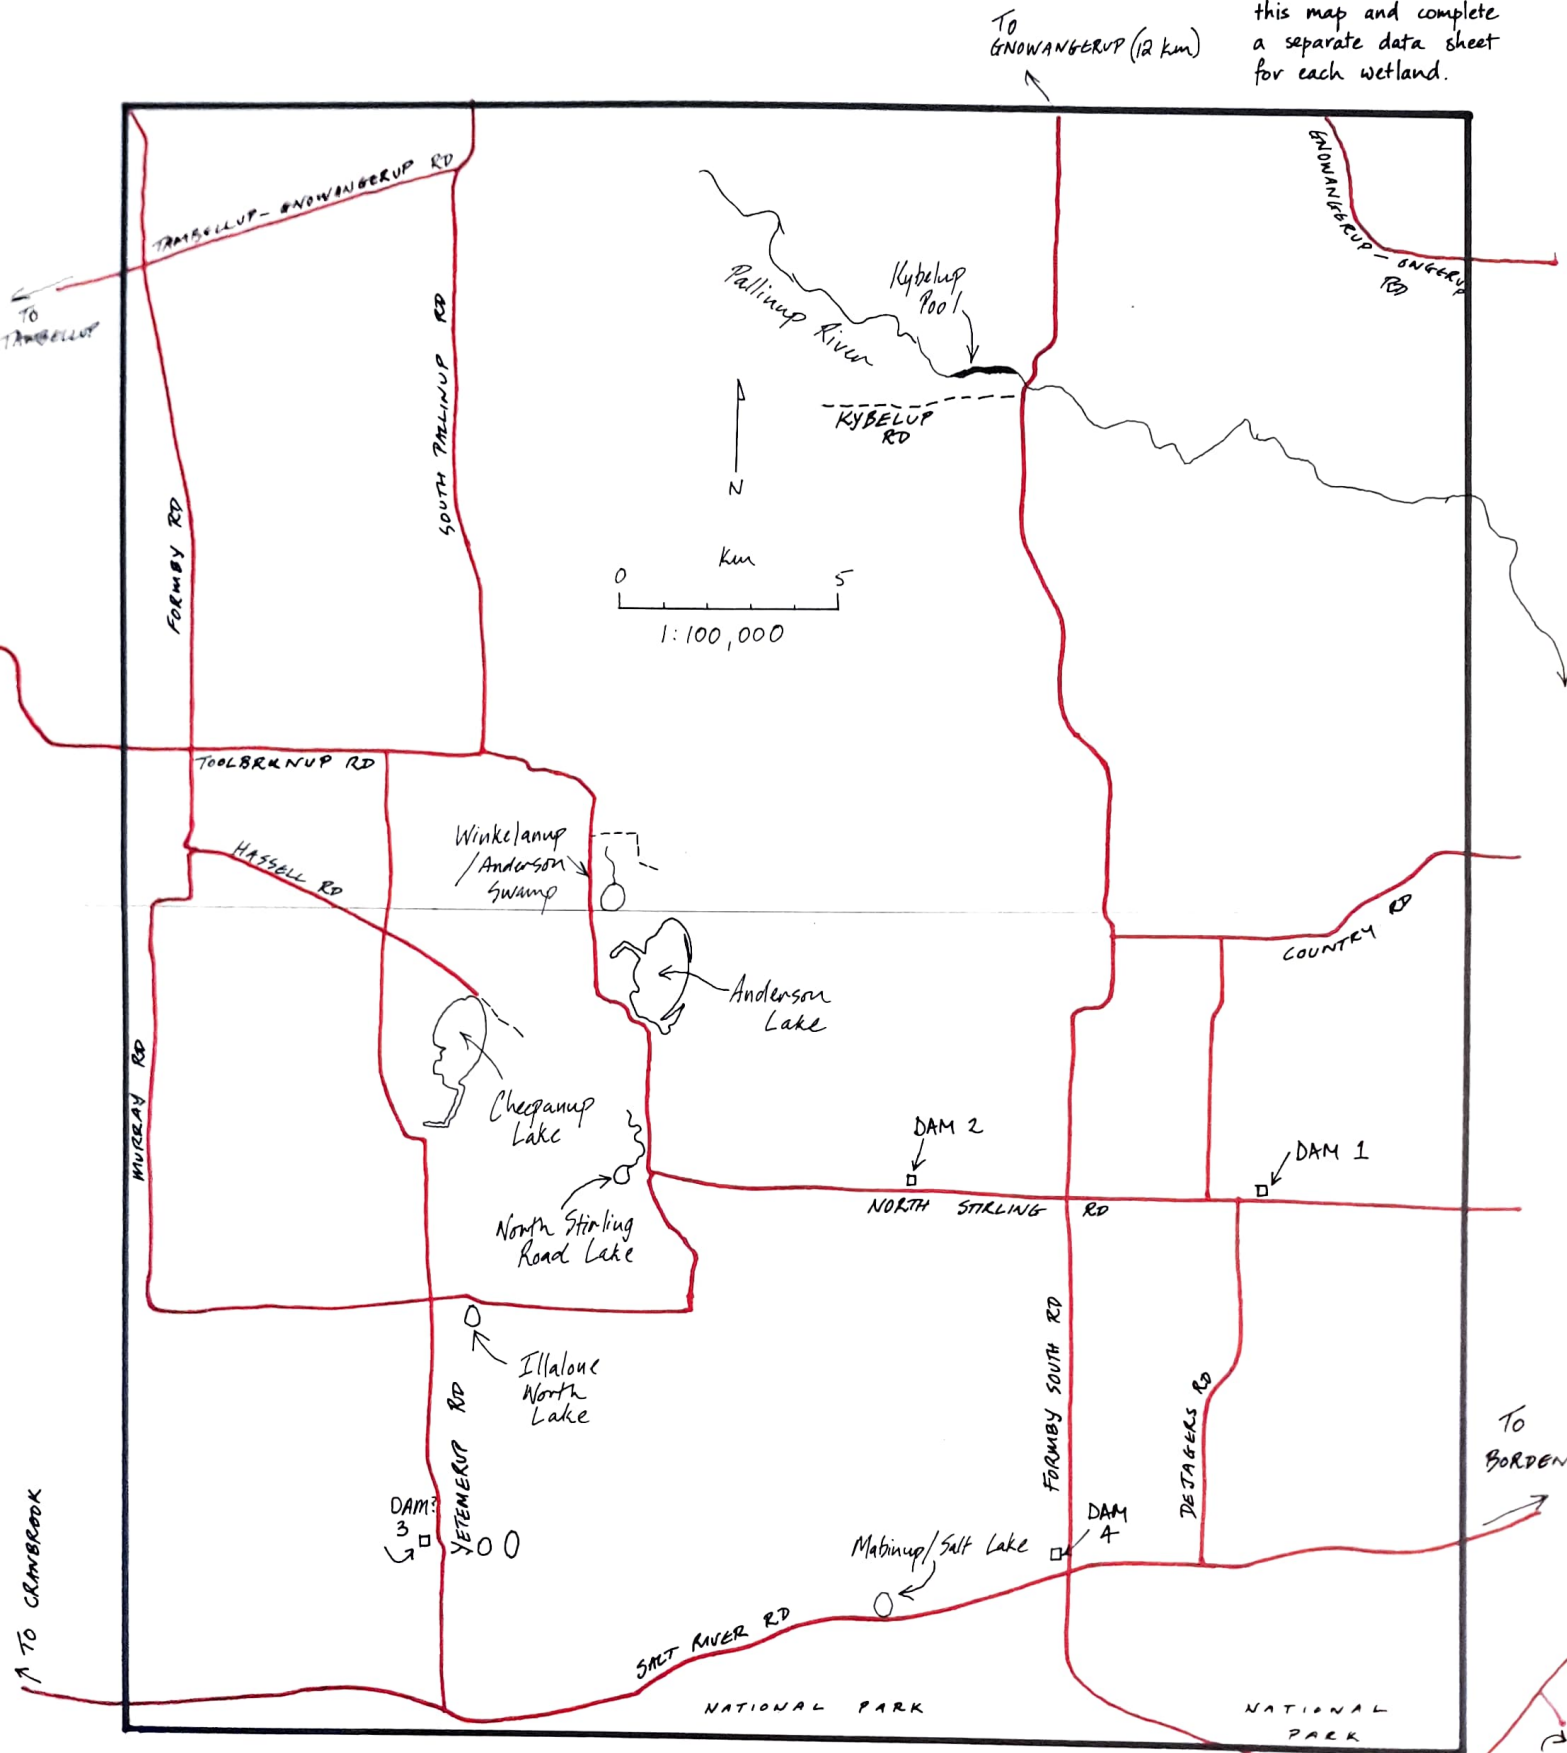 this map and complete
a separate data sheet
for each wetland.
TO
GNOWANGERUP (12 km)
TAMBELLUP - GNOWANGERUP RD
GNOWANGERUP - ONGERUP
RD
TO
TAMBELLUP
SOUTH PALLINUP RD
Pallinup River
Kybelup
Pool
KYBELUP
RD
N
FORMBY RD
Km
0 5
1:100,000
TOOLBRUNUP RD
HASSELL RD
Winkelanup
/Anderson
Swamp
COUNTRY RD
Anderson
Lake
MURRAY RD
Cheepanup
Lake
DAM 2
DAM 1
NORTH STIRLING RD
North Stirling
Road Lake
FORMBY SOUTH RD
Illalone
North
Lake
YETEMERUP RD
DEJAGERS RD
TO
BORDEN
DAM?
3
DAM
4
Mabinup/Salt Lake
TO CRANBROOK
SALT RIVER RD
NATIONAL PARK
NATIONAL
PARK